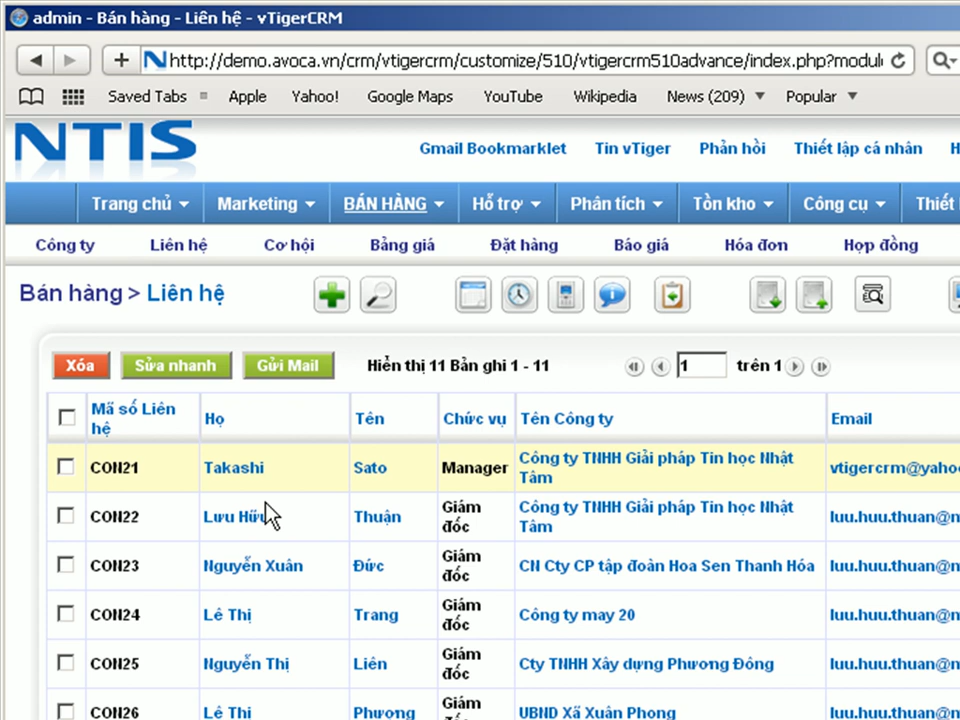 admin - Bán hàng - Liên hệ - vTigerCRM
http://demo.avoca.vn/crm/vtigercrm/customize/510/vtigercrm510advance/index.php?modul
Saved Tabs Apple Yahoo! Google Maps YouTube Wikipedia News (209) Popular
NTIS
Gmail Bookmarklet Tin vTiger Phản hồi Thiết lập cá nhân H
Trang chủ Marketing BÁN HÀNG Hỗ trợ Phân tích Tồn kho Công cụ Thiết
Công ty Liên hệ Cơ hội Bảng giá Đặt hàng Báo giá Hóa đơn Hợp đồng
Bán hàng > Liên hệ
Xóa Sửa nhanh Gửi Mail Hiển thị 11 Bản ghi 1 - 11 1 trên 1
Mã số Liên hệ Họ Tên Chức vụ Tên Công ty Email
CON21 Takashi Sato Manager Công ty TNHH Giải pháp Tin học Nhật Tâm vtigercrm@yahoo
CON22 Lưu Hữu Thuận Giám đốc Công ty TNHH Giải pháp Tin học Nhật Tâm luu.huu.thuan@n
CON23 Nguyễn Xuân Đức Giám đốc CN Cty CP tập đoàn Hoa Sen Thanh Hóa luu.huu.thuan@n
CON24 Lê Thị Trang Giám đốc Công ty may 20 luu.huu.thuan@n
CON25 Nguyễn Thị Liên Giám đốc Cty TNHH Xây dựng Phương Đông luu.huu.thuan@n
CON26 Lê Thị Phương Giám đốc UBND Xã Xuân Phong luu.huu.thuan@n